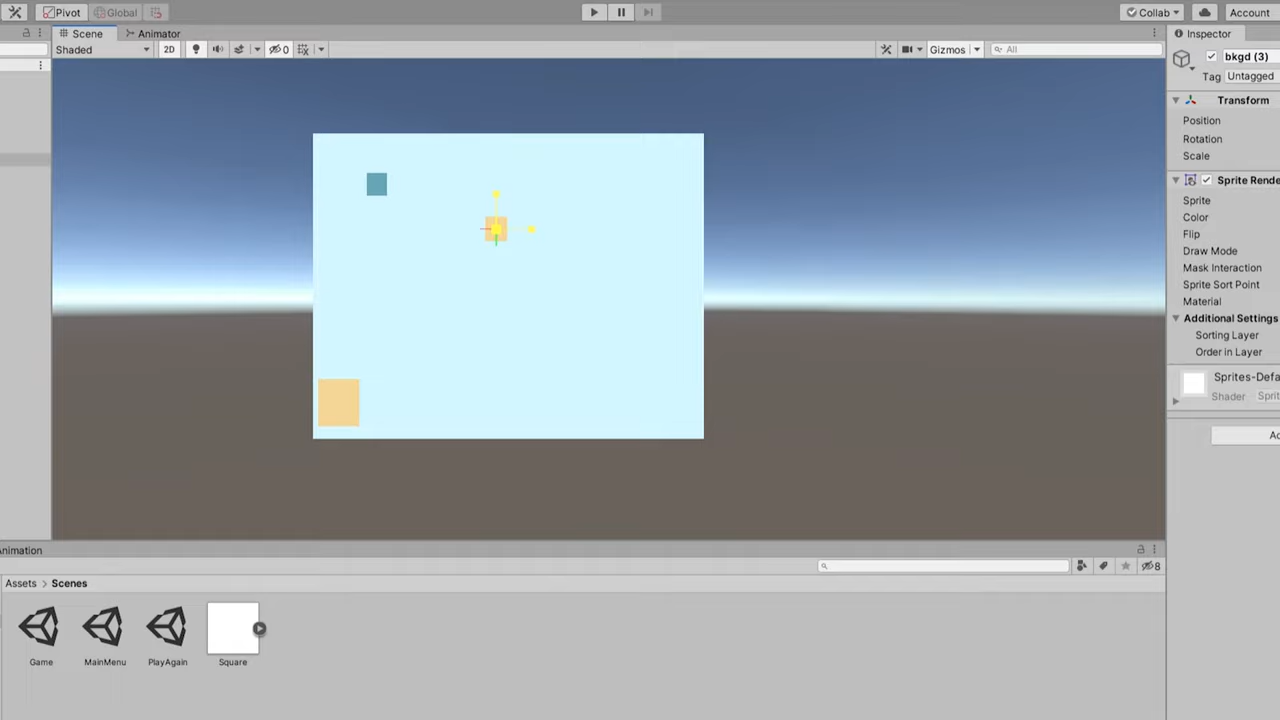 Pivot Global Collab Account
Scene Animator Inspector
Shaded 2D 0 Gizmos All
bkgd (3)
Tag Untagged
Transform
Position
Rotation
Scale
Sprite Rende
Sprite
Color
Flip
Draw Mode
Mask Interaction
Sprite Sort Point
Material
Additional Settings
Sorting Layer
Order in Layer
Sprites-Defa
Shader Sprit
Ac
nimation
8
Assets > Scenes
Game MainMenu PlayAgain Square